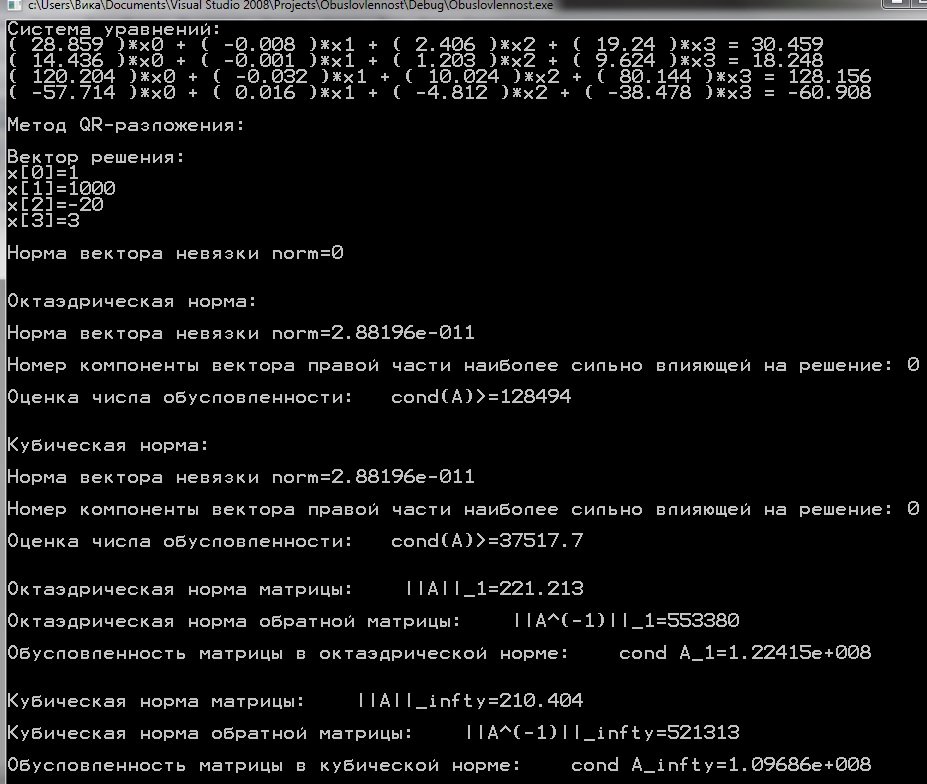 c:\Users\Вика\Documents\Visual Studio 2008\Projects\Obuslovlennost\Debug\Obuslovlennost.exe
Система уравнений:
( 28.859 )*x0 + ( -0.008 )*x1 + ( 2.406 )*x2 + ( 19.24 )*x3 = 30.459
( 14.436 )*x0 + ( -0.001 )*x1 + ( 1.203 )*x2 + ( 9.624 )*x3 = 18.248
( 120.204 )*x0 + ( -0.032 )*x1 + ( 10.024 )*x2 + ( 80.144 )*x3 = 128.156
( -57.714 )*x0 + ( 0.016 )*x1 + ( -4.812 )*x2 + ( -38.478 )*x3 = -60.908
Метод QR-разложения:
Вектор решения:
x[0]=1
x[1]=1000
x[2]=-20
x[3]=3
Норма вектора невязки norm=0
Октаэдрическая норма:
Норма вектора невязки norm=2.88196e-011
Номер компоненты вектора правой части наиболее сильно влияющей на решение: 0
Оценка числа обусловленности:   cond(A)>=128494
Кубическая норма:
Норма вектора невязки norm=2.88196e-011
Номер компоненты вектора правой части наиболее сильно влияющей на решение: 0
Оценка числа обусловленности:   cond(A)>=37517.7
Октаэдрическая норма матрицы:    ||A||_1=221.213
Октаэдрическая норма обратной матрицы:    ||A^(-1)||_1=553380
Обусловленность матрицы в октаэдрической норме:    cond A_1=1.22415e+008
Кубическая норма матрицы:    ||A||_infty=210.404
Кубическая норма обратной матрицы:    ||A^(-1)||_infty=521313
Обусловленность матрицы в кубической норме:    cond A_infty=1.09686e+008